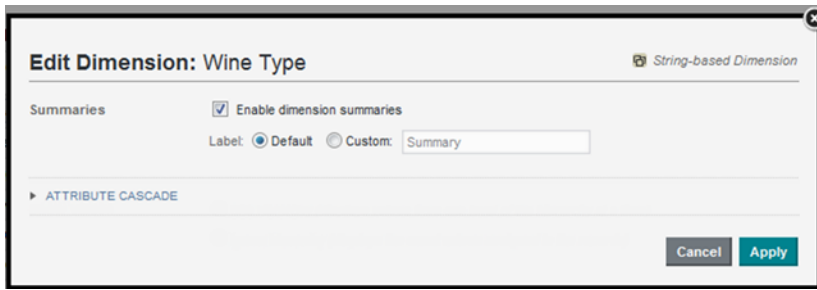 Edit Dimension: Wine Type
String-based Dimension
Summaries
Enable dimension summaries
Label: Default Custom: Summary
ATTRIBUTE CASCADE
Cancel Apply